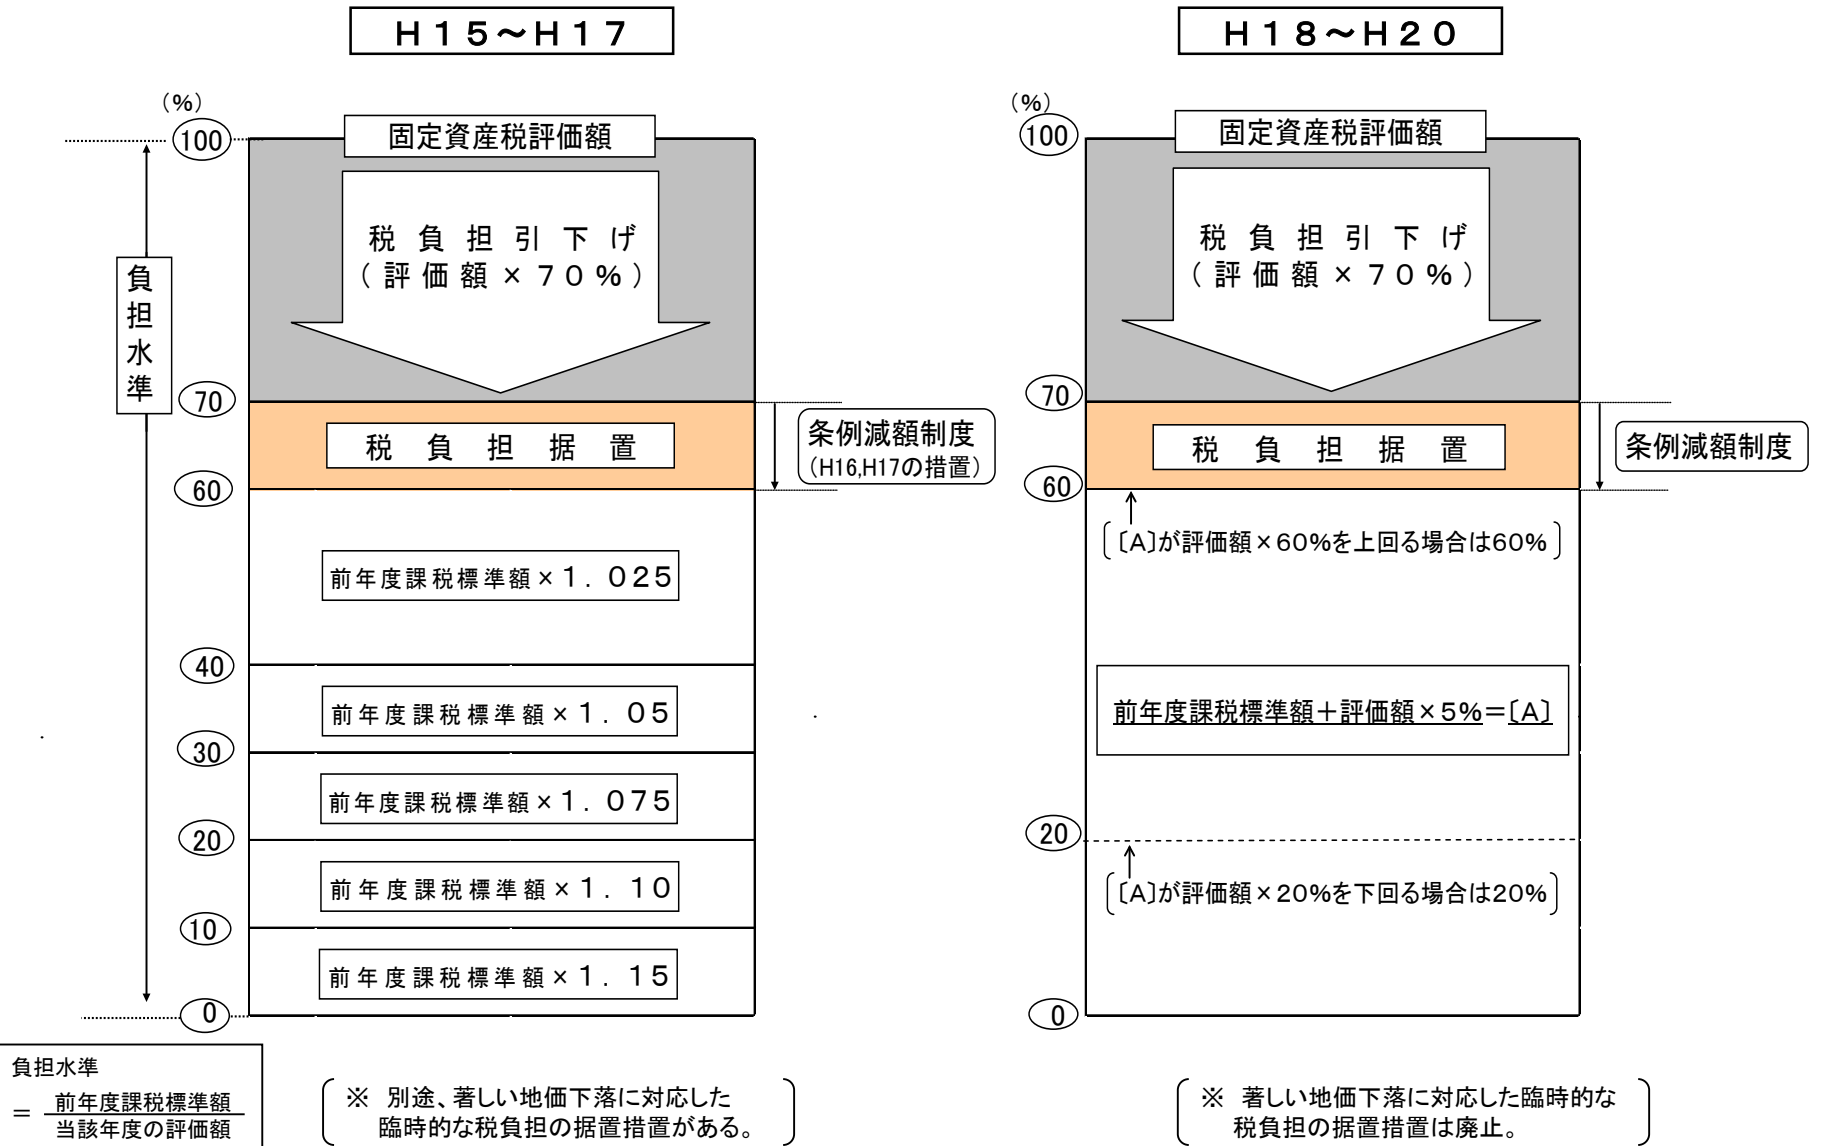 H15～H17
(%)
100
固定資産税評価額
税負担引下げ
(評価額×70%)
負担水準
70
税負担据置
条例減額制度
(H16,H17の措置)
60
前年度課税標準額×1.025
40
前年度課税標準額×1.05
30
前年度課税標準額×1.075
20
前年度課税標準額×1.10
10
前年度課税標準額×1.15
0
負担水準
= 前年度課税標準額
当該年度の評価額
※ 別途、著しい地価下落に対応した
臨時的な税負担の据置措置がある。
H18～H20
(%)
100
固定資産税評価額
税負担引下げ
(評価額×70%)
70
税負担据置
条例減額制度
60
〔A〕が評価額×60%を上回る場合は60%
前年度課税標準額＋評価額×5%＝〔A〕
20
〔A〕が評価額×20%を下回る場合は20%
0
※ 著しい地価下落に対応した臨時的な
税負担の据置措置は廃止。